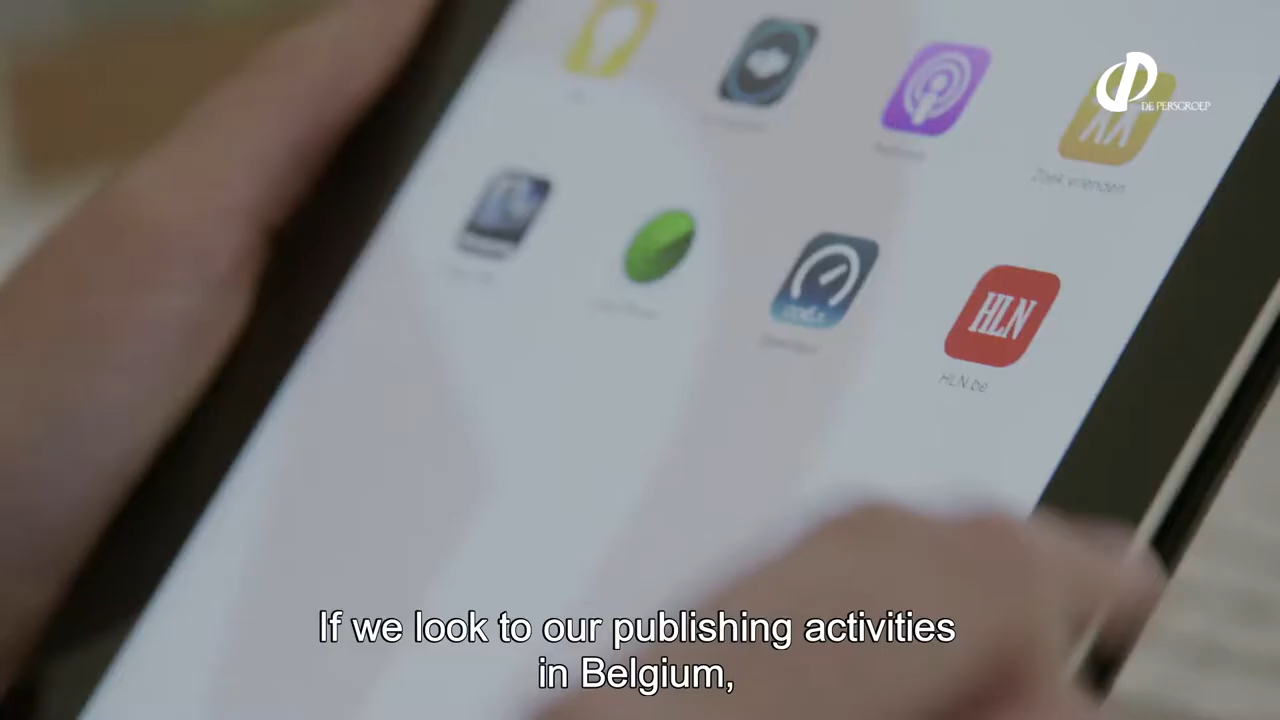 DE PERSGROEP
Zoek vrienden
HLN
HLN.be
If we look to our publishing activities
in Belgium,